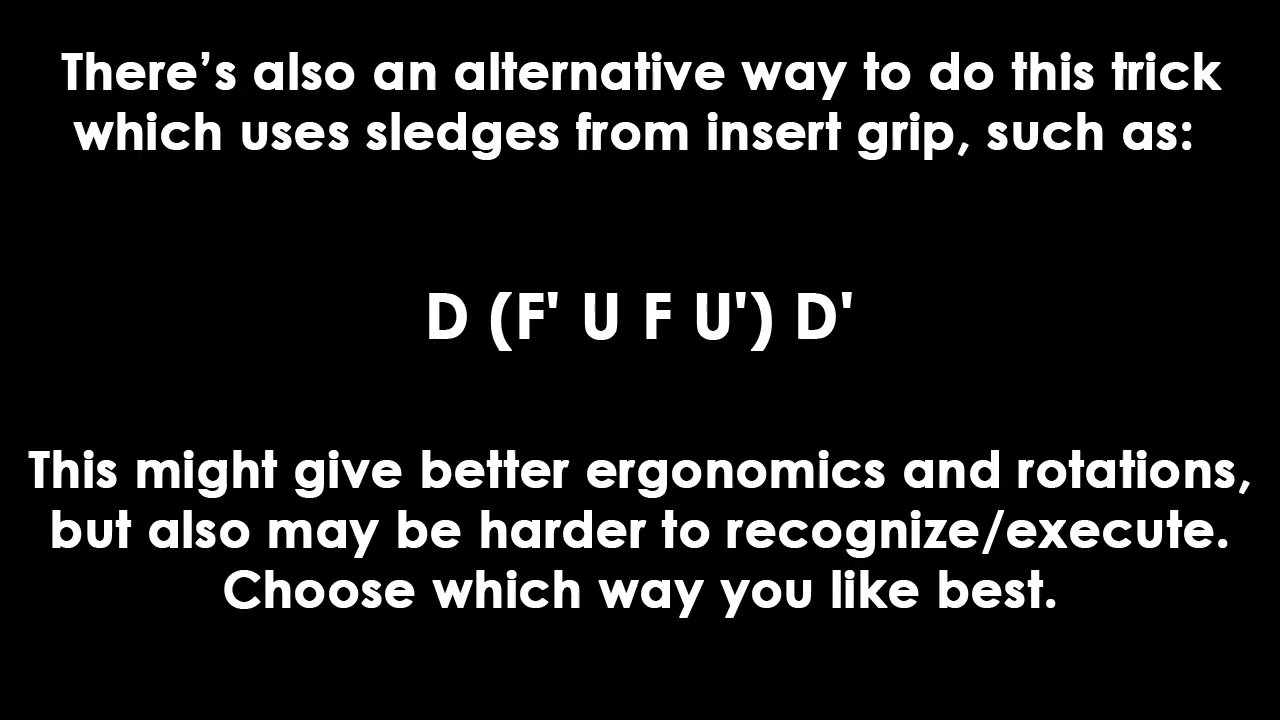 There’s also an alternative way to do this trick
which uses sledges from insert grip, such as:
D (F' U F U') D'
This might give better ergonomics and rotations,
but also may be harder to recognize/execute.
Choose which way you like best.